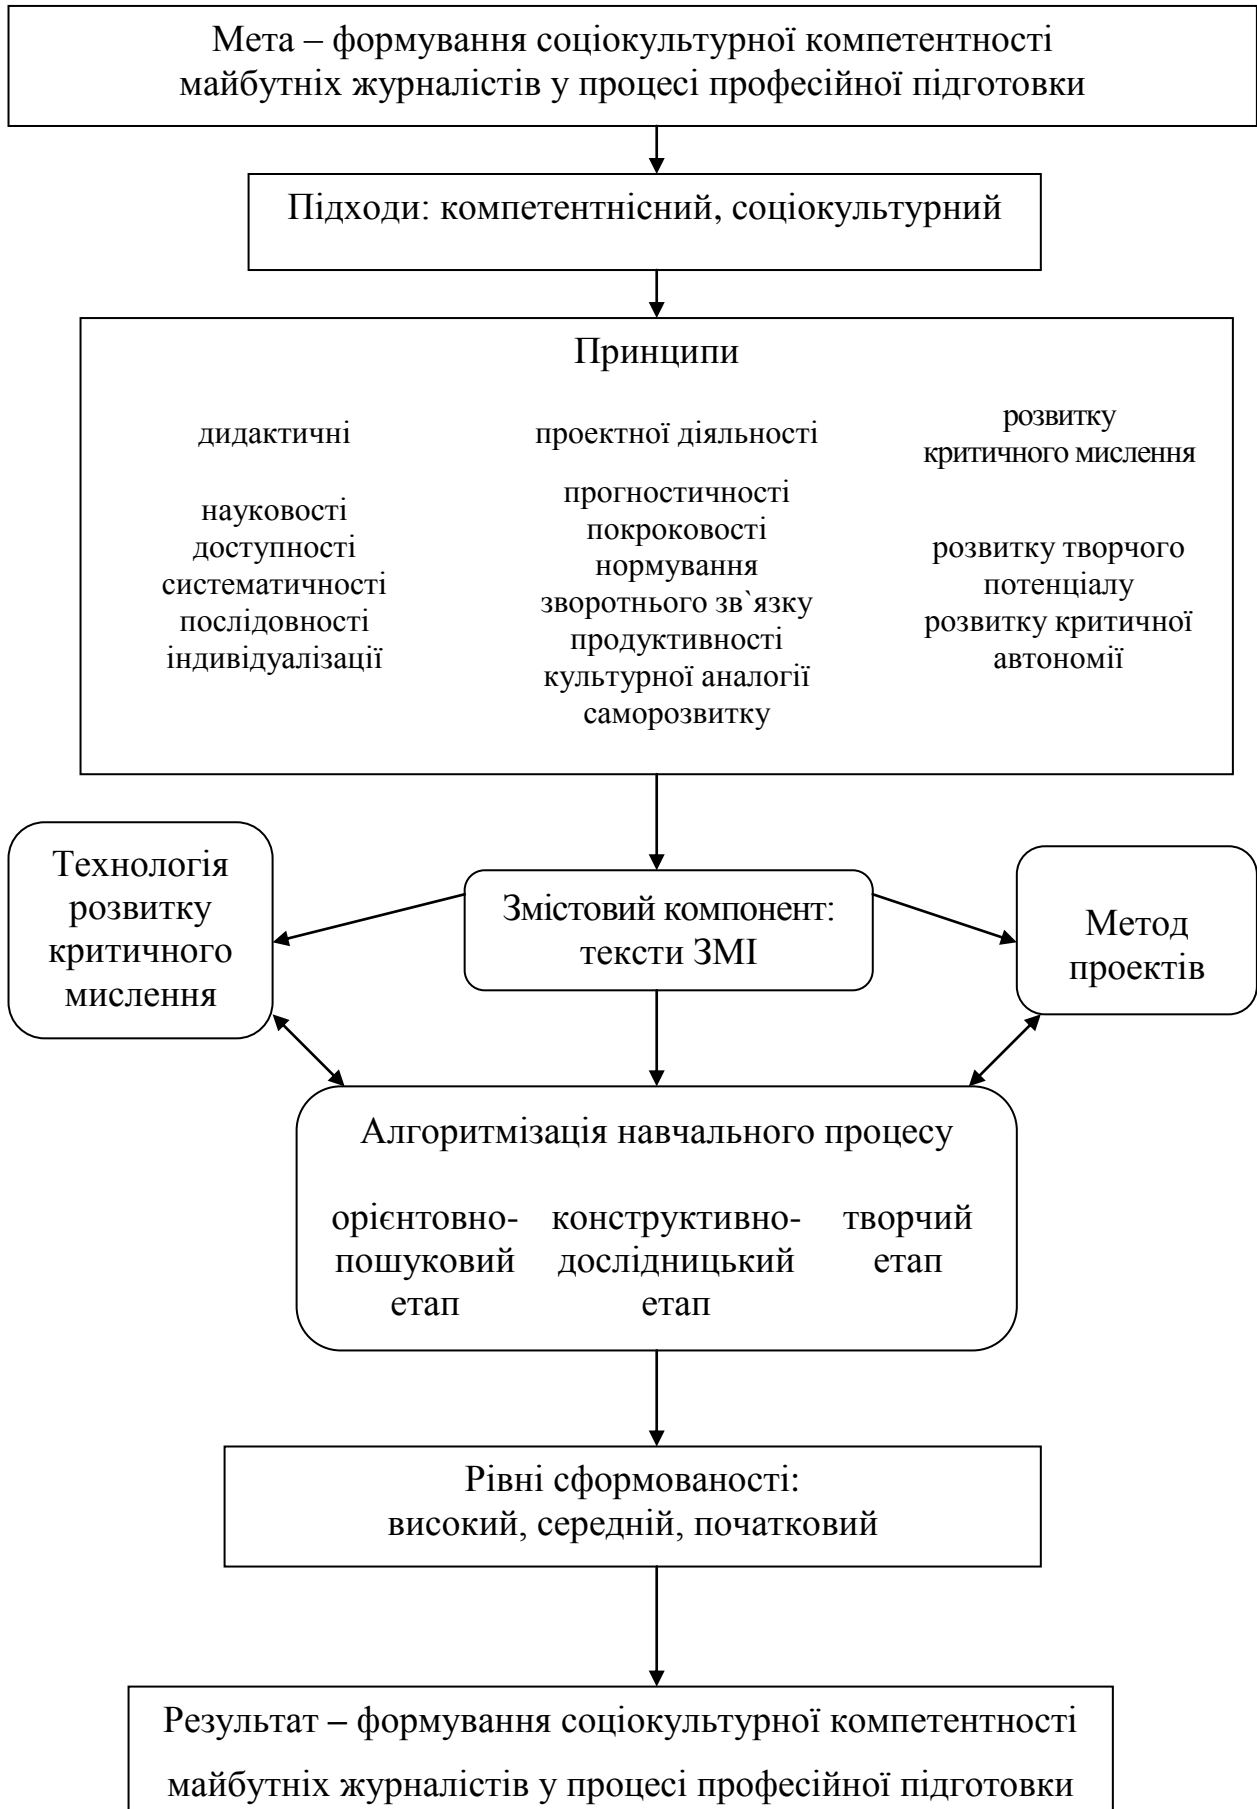 Мета – формування соціокультурної компетентності
майбутніх журналістів у процесі професійної підготовки
Підходи: компетентнісний, соціокультурний
Принципи
дидактичні
науковості
доступності
систематичності
послідовності
індивідуалізації
проектної діяльності
прогностичності
покроковості
нормування
зворотнього зв`язку
продуктивності
культурної аналогії
саморозвитку
розвитку
критичного мислення
розвитку творчого
потенціалу
розвитку критичної
автономії
Технологія
розвитку
критичного
мислення
Змістовий компонент:
тексти ЗМІ
Метод
проектів
Алгоритмізація навчального процесу
орієнтовно-
пошуковий
етап
конструктивно-
дослідницький
етап
творчий
етап
Рівні сформованості:
високий, середній, початковий
Результат – формування соціокультурної компетентності
майбутніх журналістів у процесі професійної підготовки